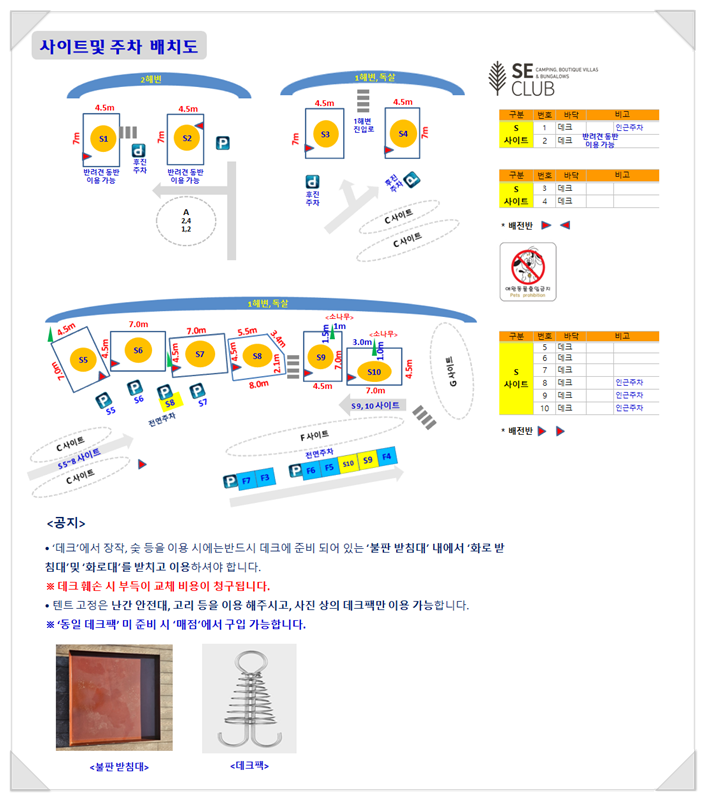 사이트및 주차 배치도
SE CLUB
CAMPING, BOUTIQUE VILLAS
& BUNGALOWS
2해변
4.5m
4.5m
7m
S1
7m
S2
P
후진
주차
P
반려견 동반
이용 가능
반려견 동반
이용 가능
A
2,4
1,2
1해변, 독살
4.5m
4.5m
7m
S3
1해변
진입로
S4
7m
P
후진
주차
P
후진
주차
C 사이트
C 사이트
구분 번호 바닥 비고
S
사이트
1 데크 인근주차
2 데크 반려견 동반
이용 가능
구분 번호 바닥 비고
S
사이트
3 데크
4 데크
* 배전반
애완동물출입금지
Pets prohibition
1해변, 독살
4.5m
7.0m
S5
7.0m
4.5m
S6
7.0m
4.5m
S7
5.5m
3.4m
4.5m
S8
2.1m
8.0m
<소나무>
1.5m
1m
S9
7.0m
4.5m
<소나무>
3.0m
1.0m
S10
4.5m
7.0m
G 사이트
P
S5
P
S6
P
S8
P
S7
전면주차
S9, 10 사이트
C 사이트
S5~8 사이트
C 사이트
F 사이트
전면주차
P
F7
F3
P
F6
F5
S10
S9
F4
구분 번호 바닥 비고
S
사이트
5 데크
6 데크
7 데크
8 데크 인근주차
9 데크 인근주차
10 데크 인근주차
* 배전반
<공지>
• ‘데크’에서 장작, 숯 등을 이용 시에는반드시 데크에 준비 되어 있는 ‘불판 받침대’ 내에서 ‘화로 받
침대’및 ‘화로대’를 받치고 이용하셔야 합니다.
※ 데크 훼손 시 부득이 교체 비용이 청구됩니다.
• 텐트 고정은 난간 안전대, 고리 등을 이용 해주시고, 사진 상의 데크팩만 이용 가능합니다.
※ ‘동일 데크팩’ 미 준비 시 ‘매점’에서 구입 가능합니다.
<불판 받침대>
<데크팩>